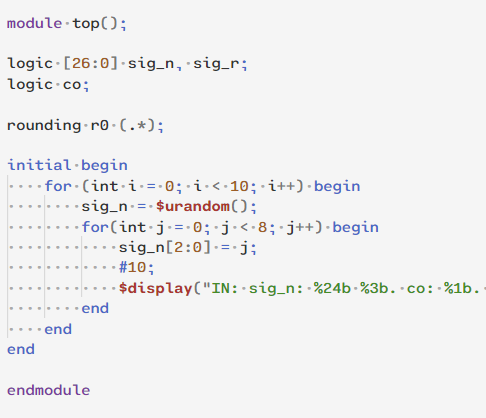 module top();
logic [26:0] sig_n, sig_r;
logic co;
rounding r0 (.*);
initial begin
for (int i = 0; i < 10; i++) begin
sig_n = $urandom();
for(int j = 0; j < 8; j++) begin
sig_n[2:0] = j;
#10;
$display("IN: sig_n: %24b %3b. co: %1b.
end
end
end
endmodule